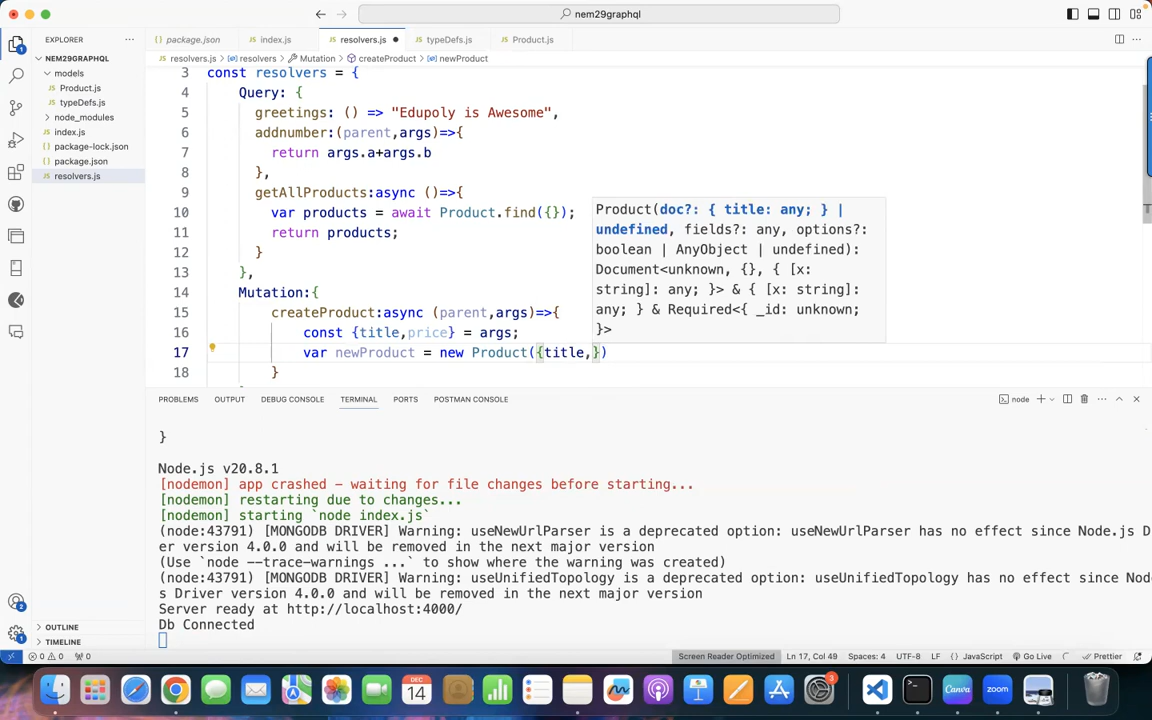 nem29graphql
EXPLORER
package.json
index.js
resolvers.js
typeDefs.js
Product.js
NEM29GRAPHQL
models
Product.js
typeDefs.js
node_modules
index.js
package-lock.json
package.json
resolvers.js
OUTLINE
TIMELINE
resolvers.js > resolvers > Mutation > createProduct > newProduct
3 const resolvers = {
4 Query: {
5 greetings: () => "Edupoly is Awesome",
6 addnumber:(parent,args)=>{
7 return args.a+args.b
8 },
9 getAllProducts:async ()=>{
10 var products = await Product.find({});
11 return products;
12 }
13 },
14 Mutation:{
15 createProduct:async (parent,args)=>{
16 const {title,price} = args;
17 var newProduct = new Product({title,})
18 }
Product(doc?: { title: any; } |
undefined, fields?: any, options?:
boolean | AnyObject | undefined):
Document<unknown, {}, { [x:
string]: any; }> & { [x: string]:
any; } & Required<{ _id: unknown;
}>
PROBLEMS OUTPUT DEBUG CONSOLE TERMINAL PORTS POSTMAN CONSOLE
node
}
Node.js v20.8.1
[nodemon] app crashed - waiting for file changes before starting...
[nodemon] restarting due to changes...
[nodemon] starting `node index.js`
(node:43791) [MONGODB DRIVER] Warning: useNewUrlParser is a deprecated option: useNewUrlParser has no effect since Node.js D
er version 4.0.0 and will be removed in the next major version
(Use `node --trace-warnings ...` to show where the warning was created)
(node:43791) [MONGODB DRIVER] Warning: useUnifiedTopology is a deprecated option: useUnifiedTopology has no effect since Nod
s Driver version 4.0.0 and will be removed in the next major version
Server ready at http://localhost:4000/
Db Connected
0 0 0 Screen Reader Optimized Ln 17, Col 49 Spaces: 4 UTF-8 LF {} JavaScript Go Live Prettier
DEC
14
3
Canva
zoom